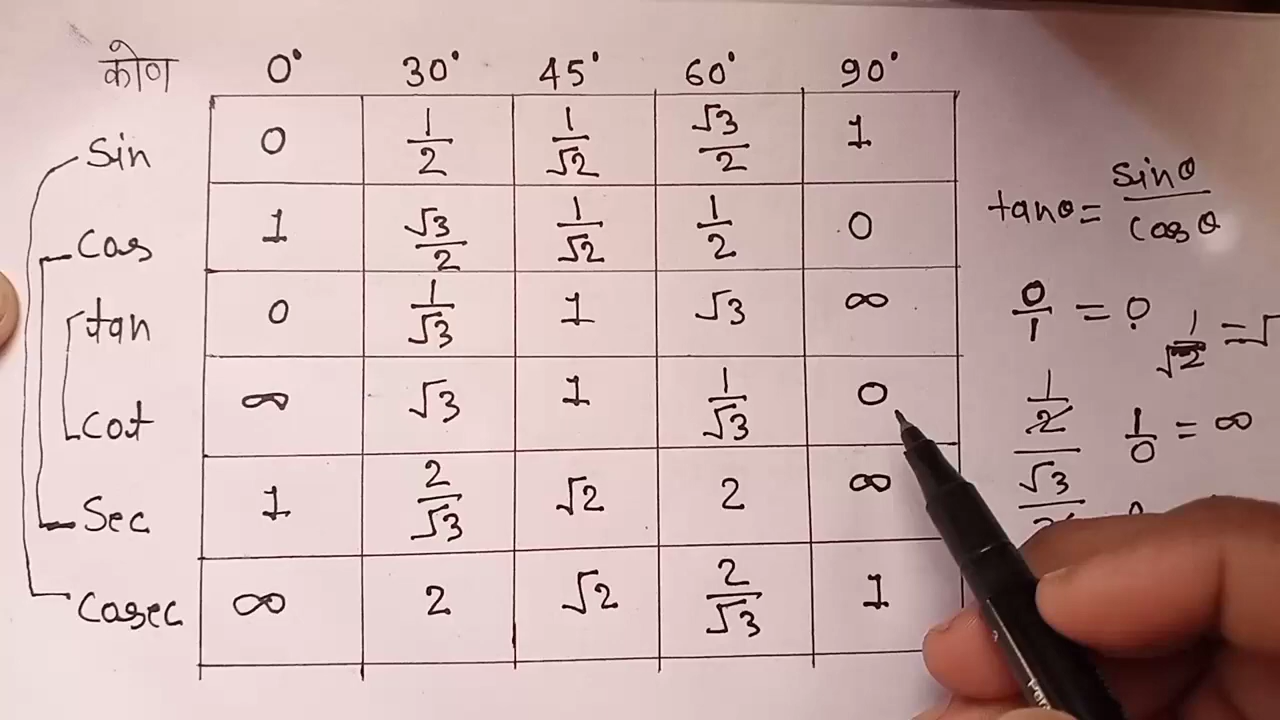 कोण 0° 30° 45° 60° 90°
Sin 0 1/2 1/√2 √3/2 1
Cos 1 √3/2 1/√2 1/2 0
tan 0 1/√3 1 √3 ∞
Cot ∞ √3 1 1/√3 0
Sec 1 2/√3 √2 2 ∞
Cosec ∞ 2 √2 2/√3 1
tanθ = sinθ/cosθ
0/1 = 0
1/2
√3
1/0 = ∞